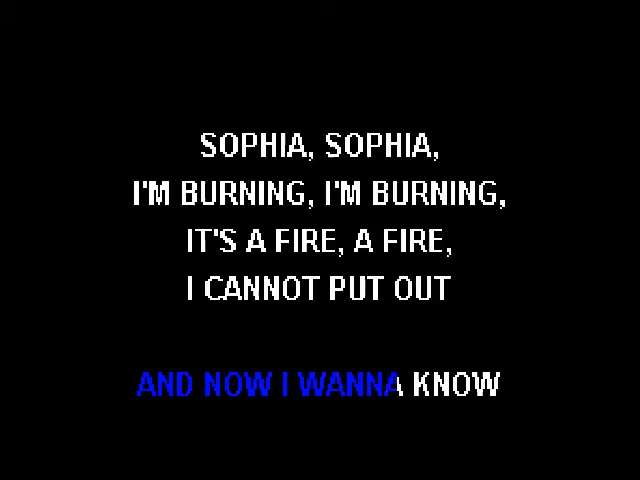 SOPHIA, SOPHIA,
I'M BURNING, I'M BURNING,
IT'S A FIRE, A FIRE,
I CANNOT PUT OUT
AND NOW I WANNA KNOW